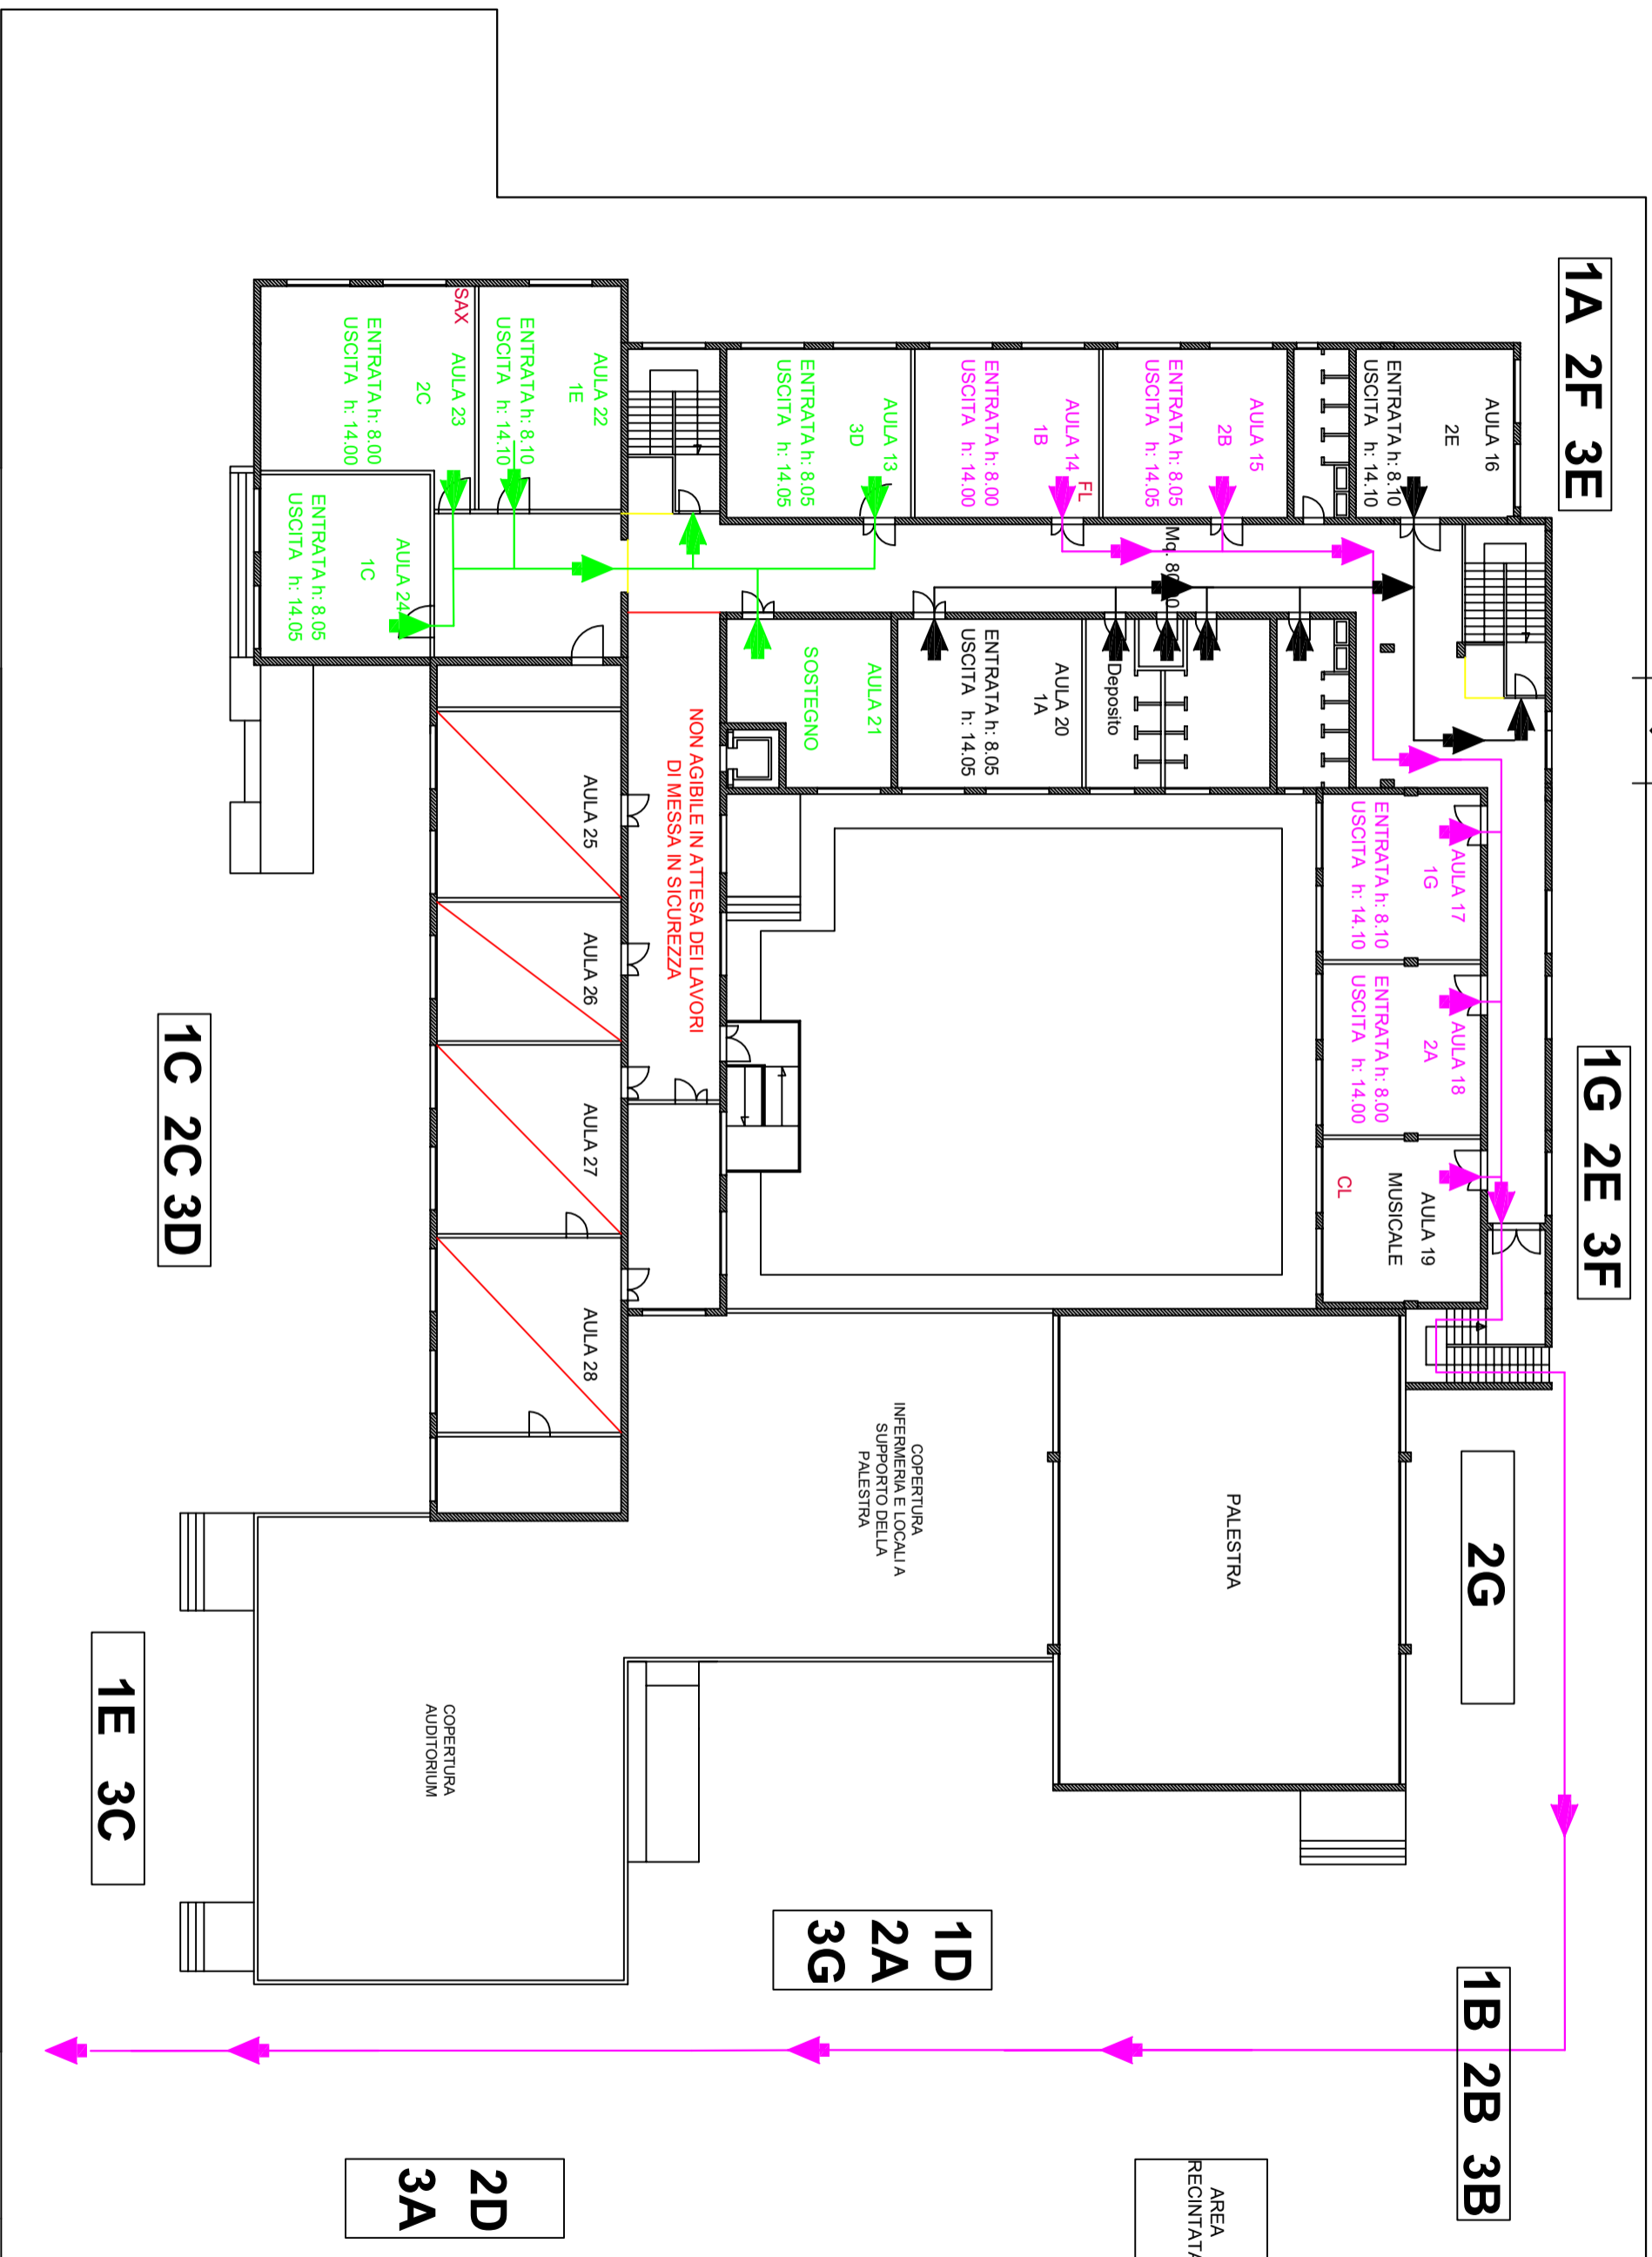 1A 2F 3E
1G 2E 3F
2G
1B 2B 3B
AULA 16
2E
ENTRATA h: 8.10
USCITA h: 14.10
AULA 15
2B
ENTRATA h: 8.05
USCITA h: 14.05
AULA 14
FL
1B
ENTRATA h: 8.00
USCITA h: 14.00
AULA 13
3D
ENTRATA h: 8.05
USCITA h: 14.05
AULA 22
1E
ENTRATA h: 8.10
USCITA h: 14.10
SAX
AULA 23
2C
ENTRATA h: 8.00
USCITA h: 14.00
AULA 24
1C
ENTRATA h: 8.05
USCITA h: 14.05
Deposito
AULA 20
1A
ENTRATA h: 8.05
USCITA h: 14.05
AULA 21
SOSTEGNO
AULA 17
1G
ENTRATA h: 8.10
USCITA h: 14.10
AULA 18
2A
ENTRATA h: 8.00
USCITA h: 14.00
AULA 19
MUSICALE
CL
NON AGIBILE IN ATTESA DEI LAVORI
DI MESSA IN SICUREZZA
AULA 25
AULA 26
AULA 27
AULA 28
PALESTRA
COPERTURA
INFERMERIA E LOCALI A
SUPPORTO DELLA
PALESTRA
COPERTURA
AUDITORIUM
1C 2C 3D
1E 3C
1D
2A
3G
2D
3A
AREA
RECINTATA